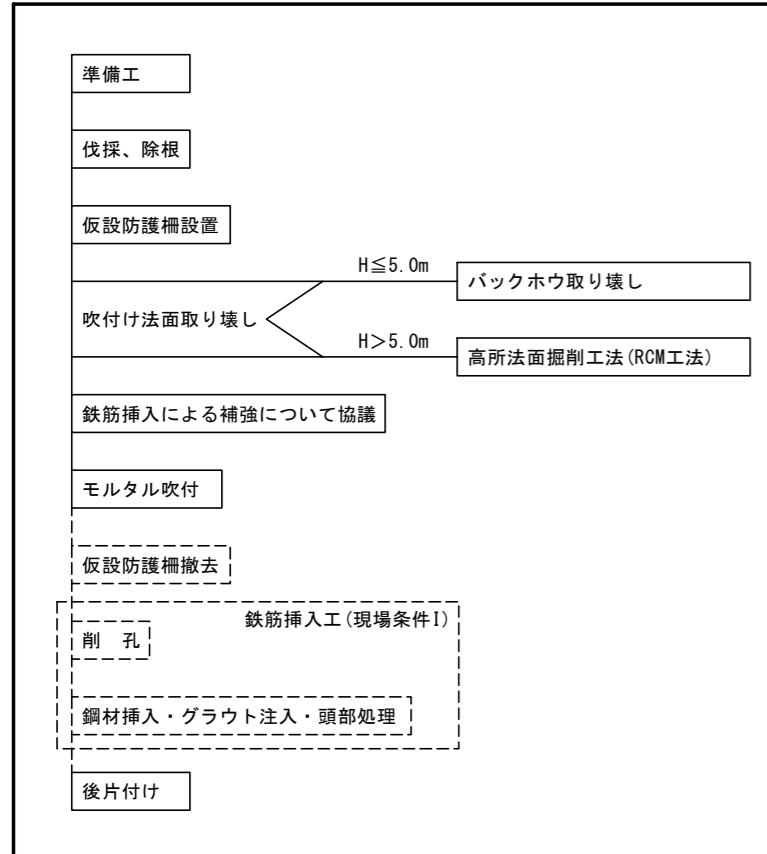 準備工
伐採、除根
仮設防護柵設置
H≦5.0m
バックホウ取り壊し
吹付け法面取り壊し
H＞5.0m
高所法面掘削工法(RCM工法)
鉄筋挿入による補強について協議
モルタル吹付
仮設防護柵撤去
鉄筋挿入工(現場条件I)
削　孔
鋼材挿入・グラウト注入・頭部処理
後片付け